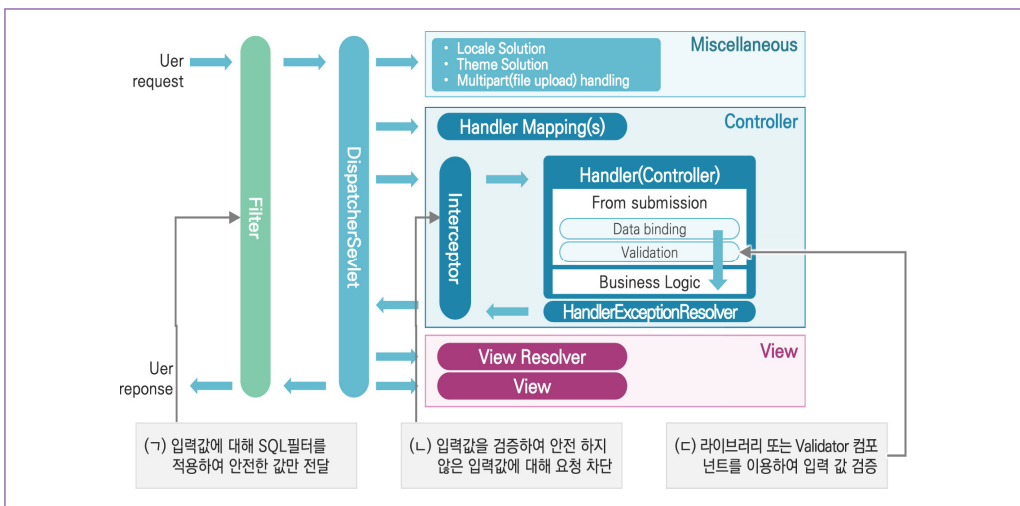 Uer
request
Filter
DispatcherSevlet
• Locale Solution
• Theme Solution
• Multipart(file upload) handling
Miscellaneous
Handler Mapping(s)
Controller
Interceptor
Handler(Controller)
From submission
Data binding
Validation
Business Logic
HandlerExceptionResolver
View Resolver
View
View
Uer
reponse
(ㄱ) 입력값에 대해 SQL필터를
적용하여 안전한 값만 전달
(ㄴ) 입력값을 검증하여 안전 하지
않은 입력값에 대해 요청 차단
(ㄷ) 라이브러리 또는 Validator 컴포
넌트를 이용하여 입력 값 검증